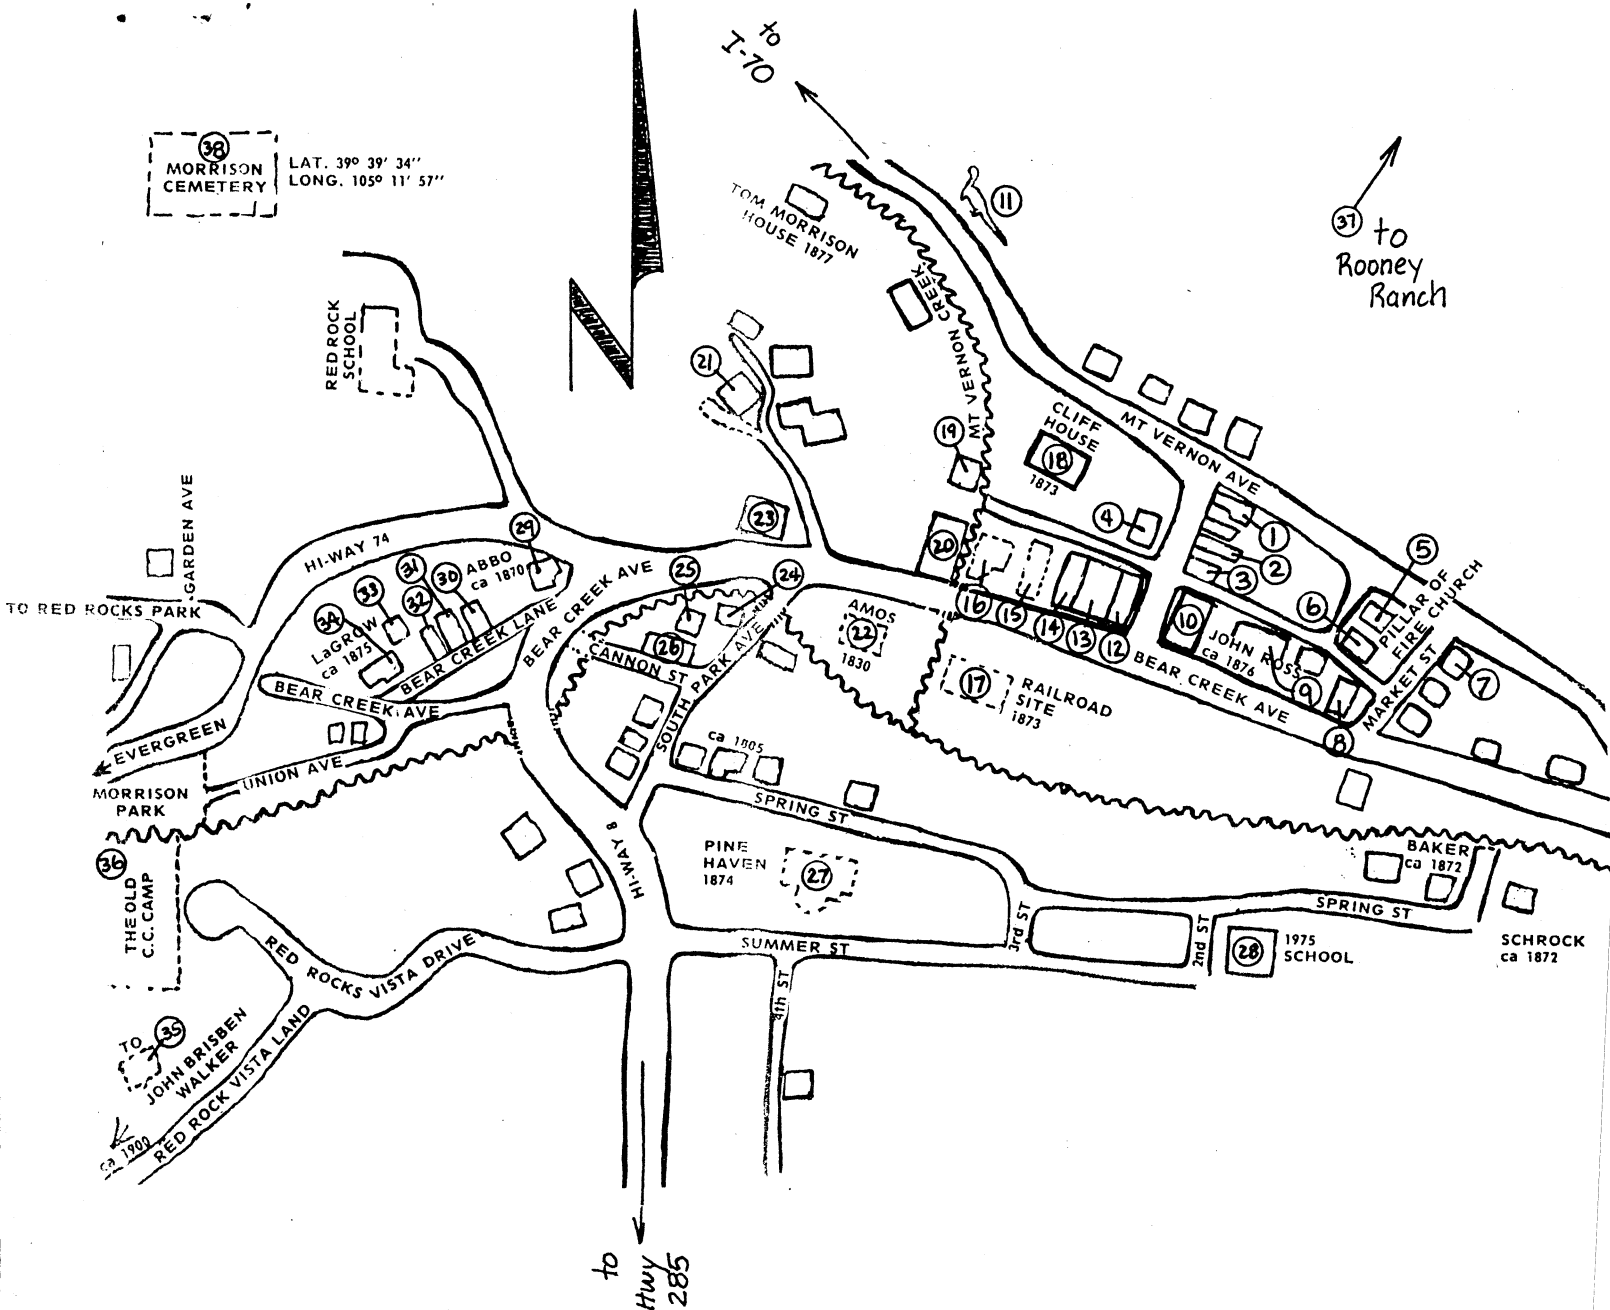 to
I-70
38
MORRISON
CEMETERY
LAT. 39º 39' 34"
LONG. 105º 11' 57"
11
37
to
Rooney
Ranch
TOM MORRISON
HOUSE 1877
MT VERNON CREEK
RED ROCK
SCHOOL
21
19
CLIFF
HOUSE
18
1873
MT VERNON AVE
4
1
2
3
5
6
PILLAR OF
FIRE CHURCH
7
MARKET ST
GARDEN AVE
HI-WAY 74
29
23
20
31
30
ABBO
ca 1870
33
32
34
LaGROW
ca 1875
BEAR CREEK LANE
BEAR CREEK AVE
25
24
26
CANNON ST
SOUTH PARK AVE
AMOS
22
1830
16
15
14
13
12
10
JOHN ROSS
ca 1876
9
8
BEAR CREEK AVE
17
RAILROAD
SITE
1873
TO RED ROCKS PARK
BEAR CREEK AVE
EVERGREEN
UNION AVE
MORRISON
PARK
ca 1805
SPRING ST
HI-WAY 8
36
THE OLD
C.C. CAMP
PINE
HAVEN
1874
27
BAKER
ca 1872
SPRING ST
SUMMER ST
3rd ST
2nd ST
28
1975
SCHOOL
SCHROCK
ca 1872
4th ST
RED ROCKS VISTA DRIVE
35
TO
JOHN BRISBEN
WALKER
ca 1900
RED ROCK VISTA LAND
to
Hwy
285